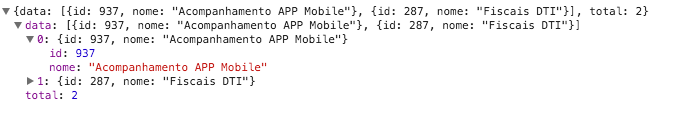 {data: [{id: 937, nome: "Acompanhamento APP Mobile"}, {id: 287, nome: "Fiscais DTI"}], total: 2}
data: [{id: 937, nome: "Acompanhamento APP Mobile"}, {id: 287, nome: "Fiscais DTI"}]
0: {id: 937, nome: "Acompanhamento APP Mobile"}
id: 937
nome: "Acompanhamento APP Mobile"
1: {id: 287, nome: "Fiscais DTI"}
total: 2